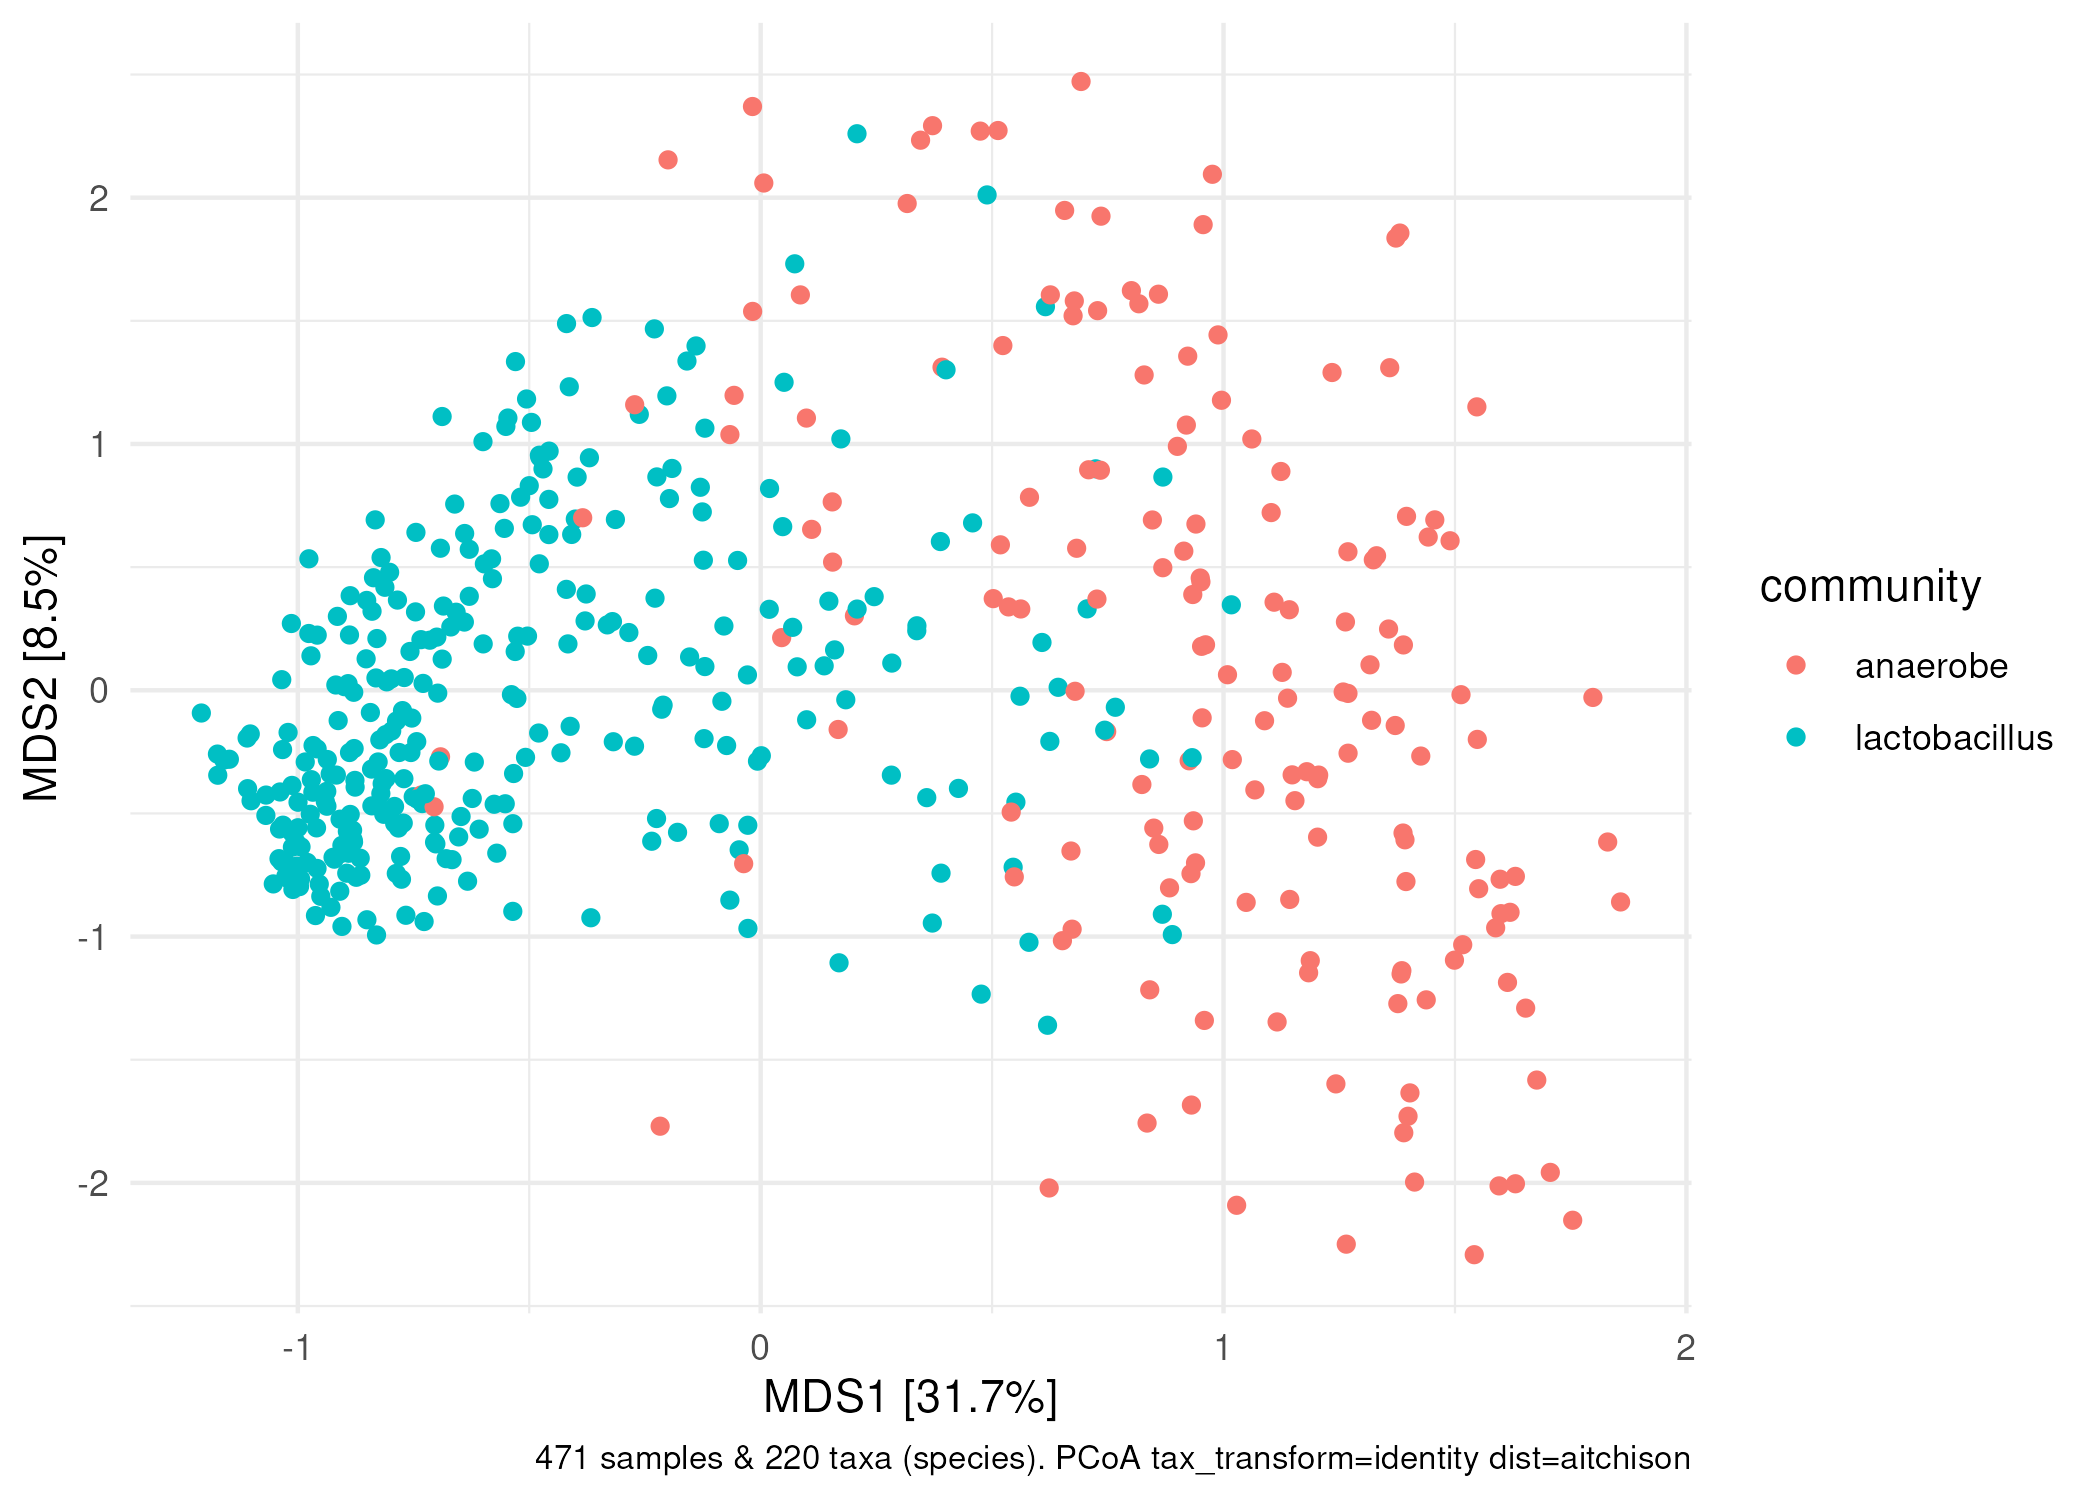 2
1
0
-1
-2
MDS2 [8.5%]
-1
0
1
2
MDS1 [31.7%]
community
anaerobe
lactobacillus
471 samples & 220 taxa (species). PCoA tax_transform=identity dist=aitchison